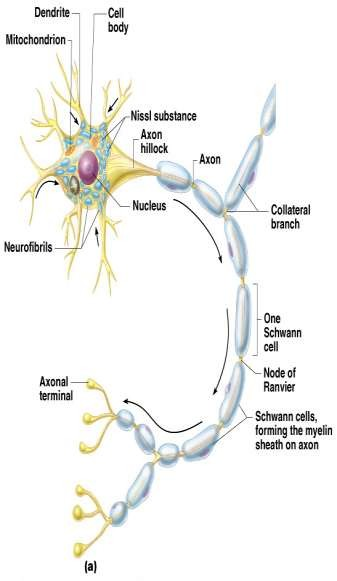 Dendrite
Cell
body
Mitochondrion
Nissl substance
Axon
hillock
Axon
Nucleus
Collateral
branch
Neurofibrils
One
Schwann
cell
Node of
Ranvier
Axonal
terminal
Schwann cells,
forming the myelin
sheath on axon
(a)